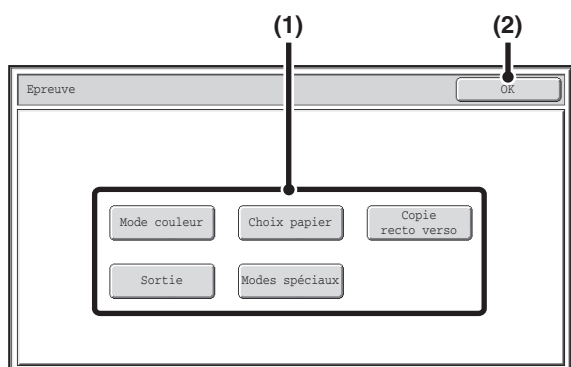 (1) (2)
Epreuve OK
Mode couleur Choix papier Copie
recto verso
Sortie Modes spéciaux